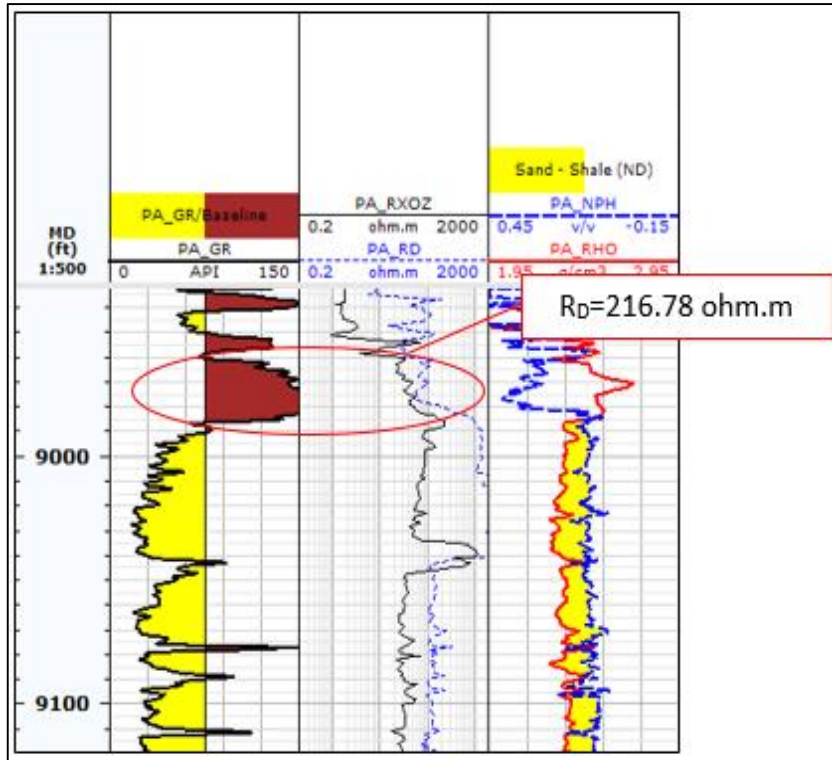 Sand - Shale (ND)
PA_GR/Baseline
PA_RXOZ
PA_NPH
0.2 ohm.m 2000
0.45 v/v -0.15
MD
(ft)
1:500
PA_GR
PA_RD
PA_RHO
0 API 150
0.2 ohm.m 2000
1.95 2.95
R_D=216.78 ohm.m
9000
9100